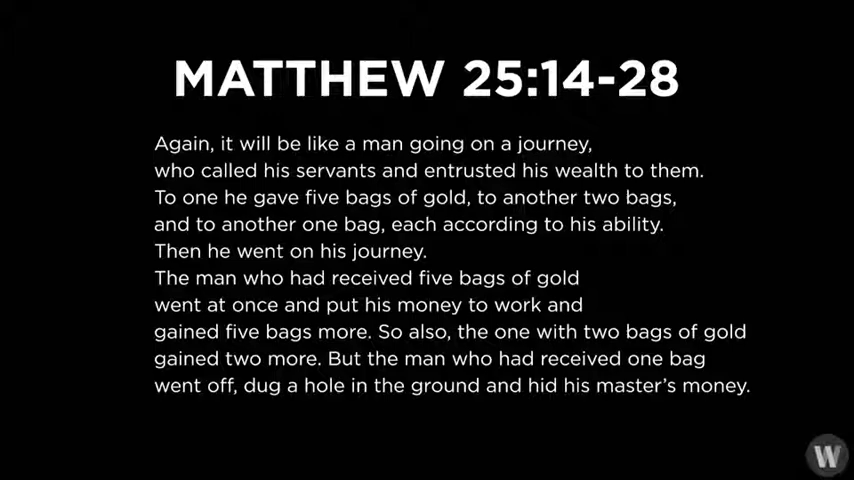 MATTHEW 25:14-28
Again, it will be like a man going on a journey,
who called his servants and entrusted his wealth to them.
To one he gave five bags of gold, to another two bags,
and to another one bag, each according to his ability.
Then he went on his journey.
The man who had received five bags of gold
went at once and put his money to work and
gained five bags more. So also, the one with two bags of gold
gained two more. But the man who had received one bag
went off, dug a hole in the ground and hid his master's money.
W